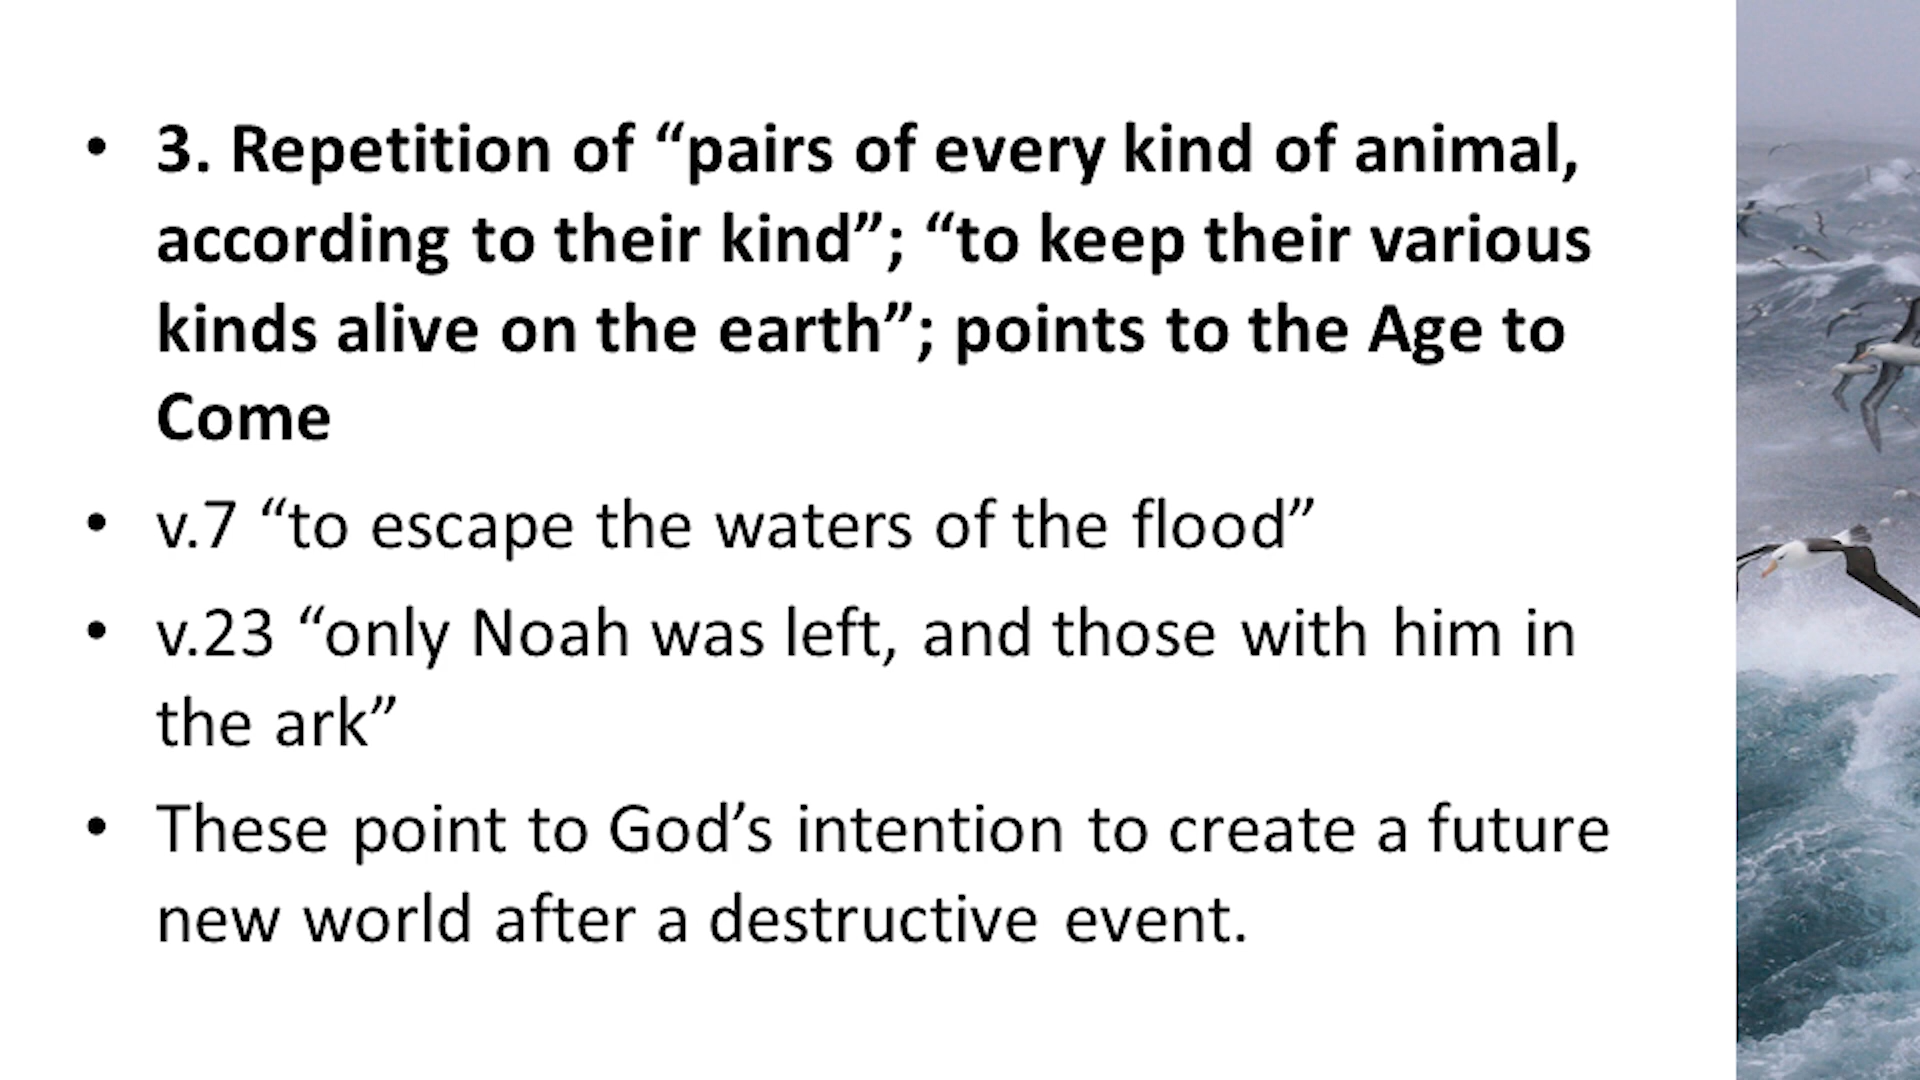 • 3. Repetition of “pairs of every kind of animal,
according to their kind”; “to keep their various
kinds alive on the earth”; points to the Age to
Come
• v.7 “to escape the waters of the flood”
• v.23 “only Noah was left, and those with him in
the ark”
• These point to God’s intention to create a future
new world after a destructive event.